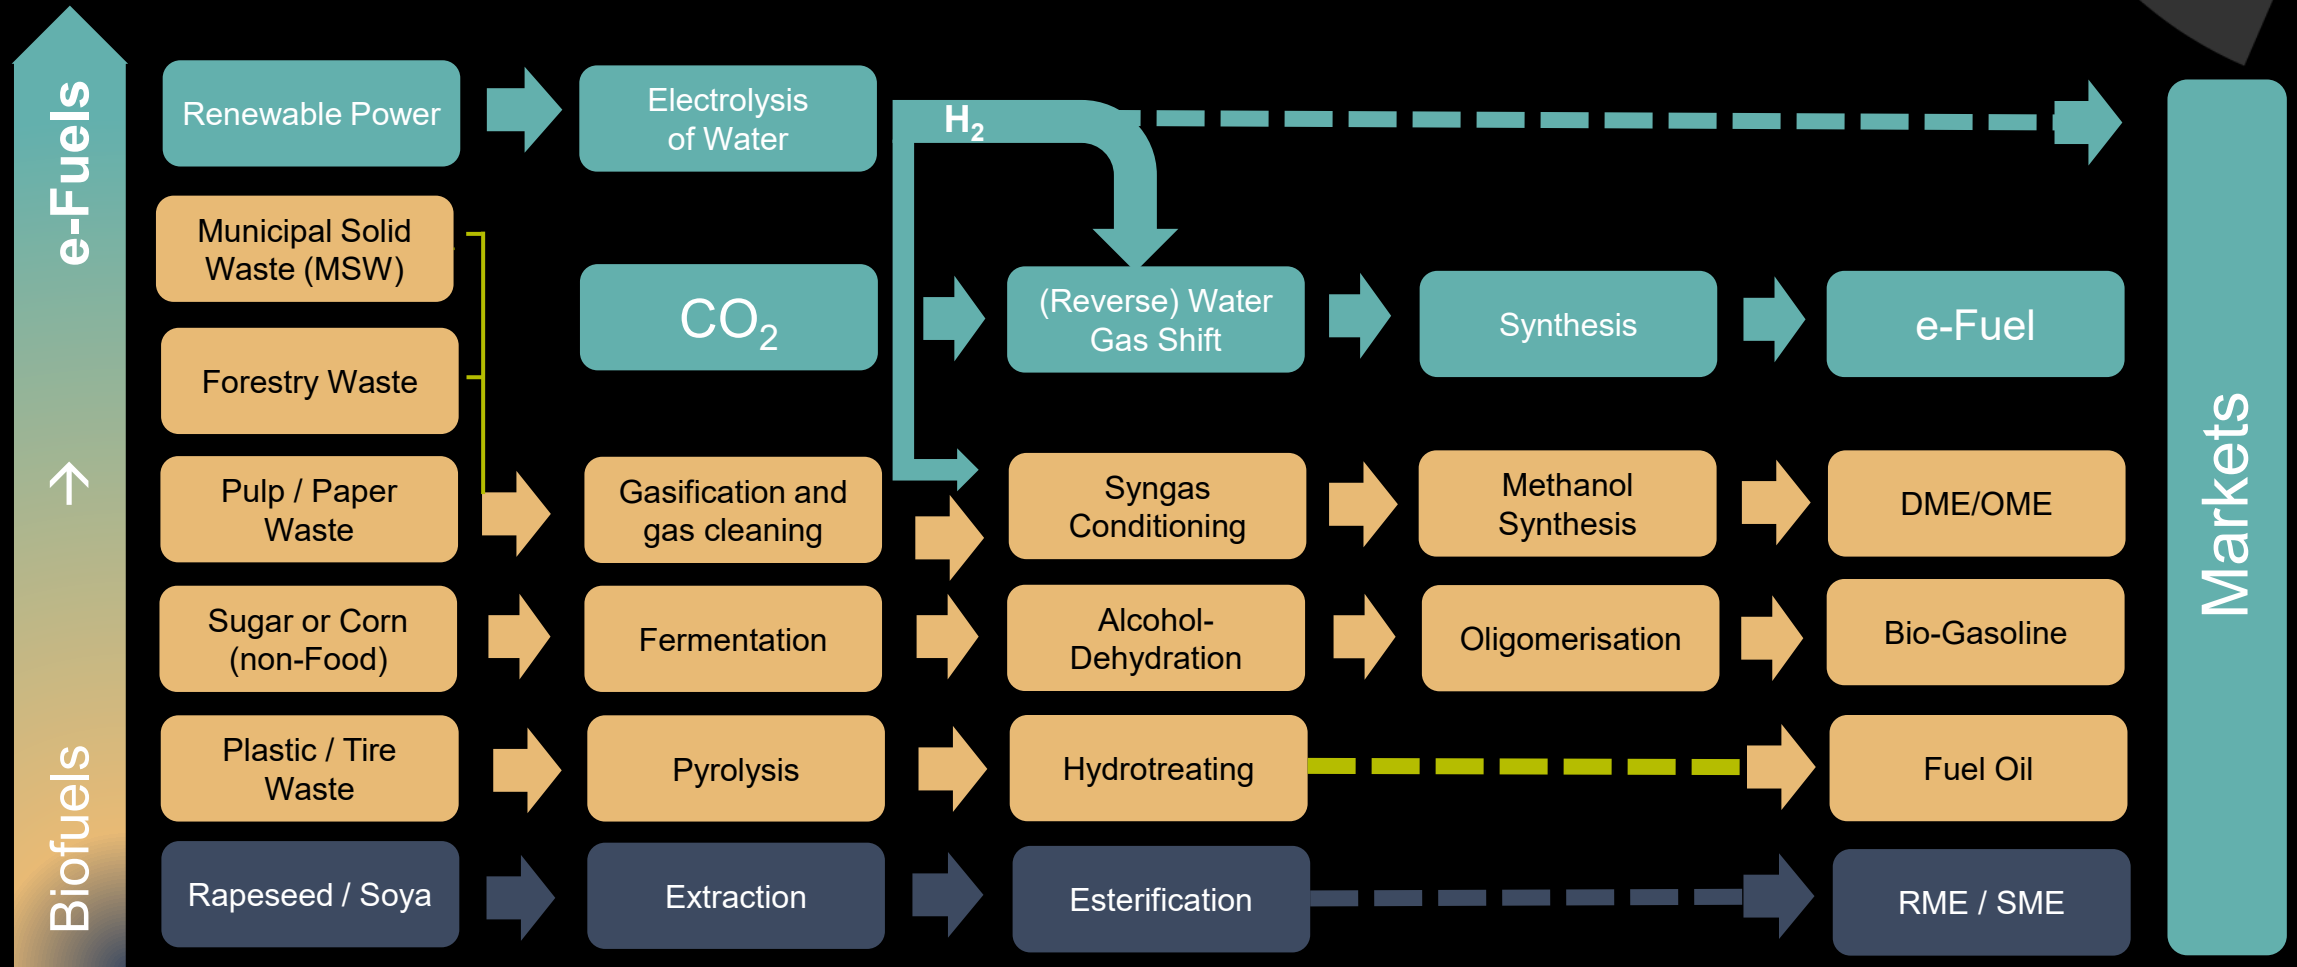 e-Fuels
→
Biofuels
Renewable Power
Electrolysis
of Water
H₂
Municipal Solid
Waste (MSW)
CO₂
(Reverse) Water
Gas Shift
Synthesis
e-Fuel
Forestry Waste
Pulp / Paper
Waste
Gasification and
gas cleaning
Syngas
Conditioning
Methanol
Synthesis
DME/OME
Sugar or Corn
(non-Food)
Fermentation
Alcohol-
Dehydration
Oligomerisation
Bio-Gasoline
Plastic / Tire
Waste
Pyrolysis
Hydrotreating
Fuel Oil
Rapeseed / Soya
Extraction
Esterification
RME / SME
Markets